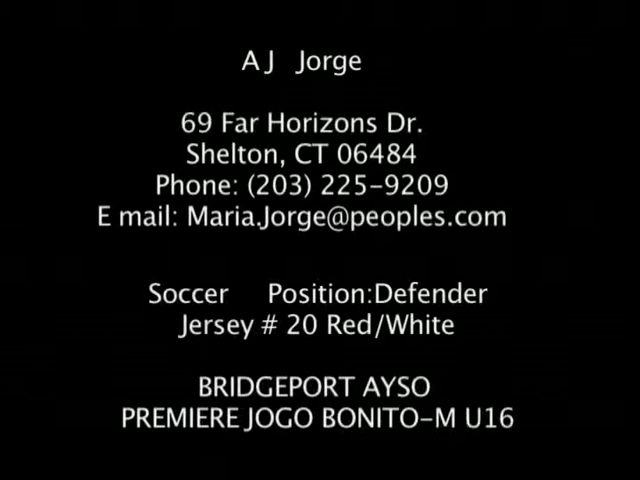 AJ Jorge
69 Far Horizons Dr.
Shelton, CT 06484
Phone: (203) 225-9209
E mail: Maria.Jorge@peoples.com
Soccer Position:Defender
Jersey # 20 Red/White
BRIDGEPORT AYSO
PREMIERE JOGO BONITO-M U16